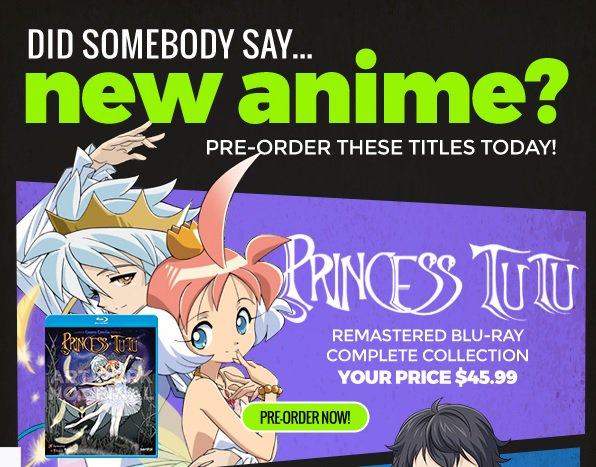 DID SOMEBODY SAY...
new anime?
PRE-ORDER THESE TITLES TODAY!
PRINCESS TUTU
REMASTERED BLU-RAY
COMPLETE COLLECTION
YOUR PRICE $45.99
PRINCESS TUTU
PRE-ORDER NOW!